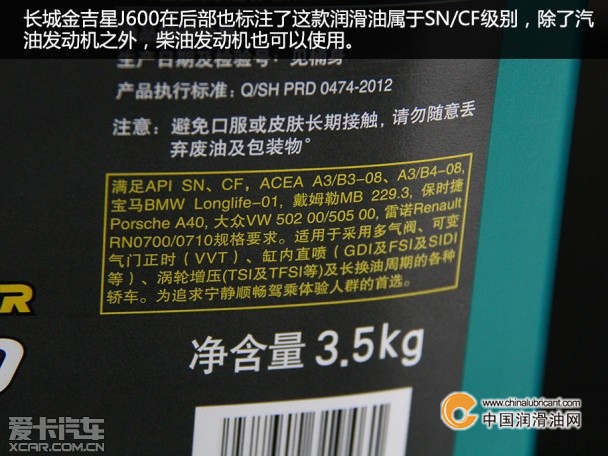 长城金吉星J600在后部也标注了这款润滑油属于SN/CF级别，除了汽
油发动机之外，柴油发动机也可以使用。
生产日期及检验号：见桶身
产品执行标准：Q/SH PRD 0474-2012
注意：避免口服或皮肤长期接触，请勿随意丢
弃废油及包装物。
满足API SN、CF，ACEA A3/B3-08、A3/B4-08，
宝马BMW Longlife-01，戴姆勒MB 229.3，保时捷
Porsche A40，大众VW 502 00/505 00，雷诺Renault
RN0700/0710规格要求。适用于采用多气阀、可变
气门正时（VVT）、缸内直喷（GDI及FSI及SIDI
等）、涡轮增压(TSI及TFSI等)及长换油周期的各种
轿车。为追求宁静顺畅驾乘体验人群的首选。
净含量 3.5kg
爱卡汽车
XCAR.COM.CN
www.chinalubricant.com
中国润滑油网